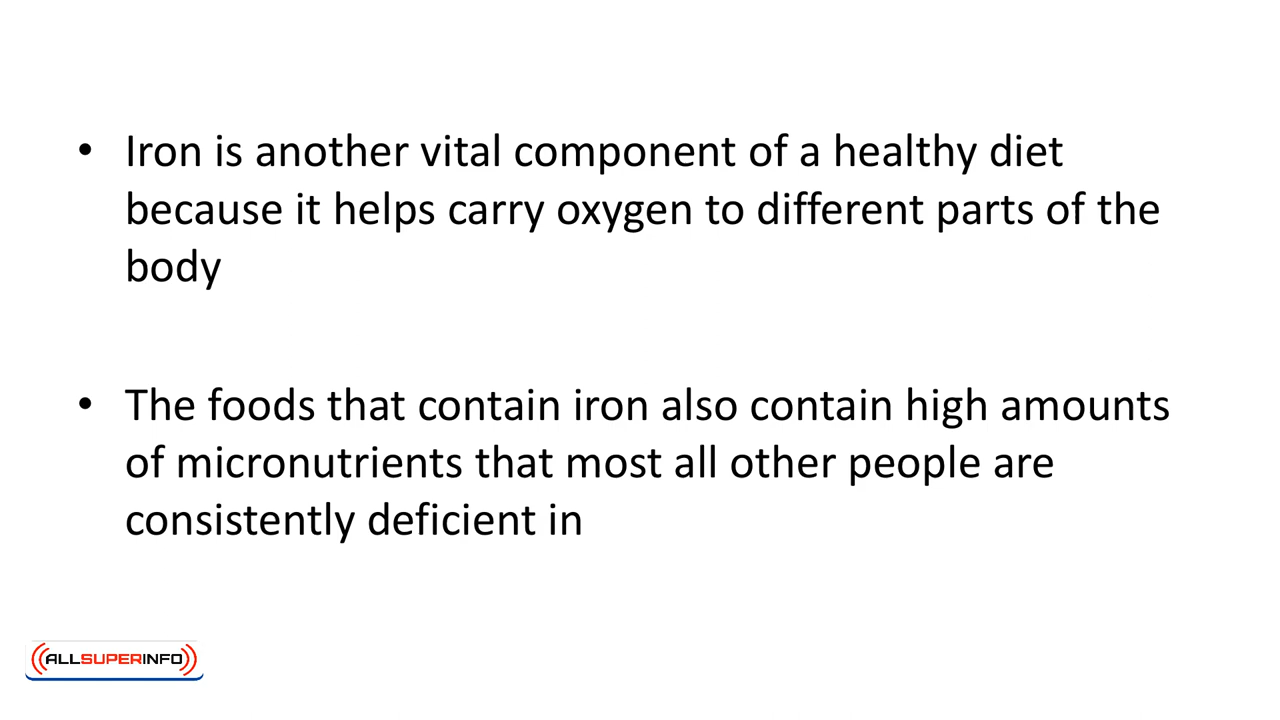 • Iron is another vital component of a healthy diet
because it helps carry oxygen to different parts of the
body
• The foods that contain iron also contain high amounts
of micronutrients that most all other people are
consistently deficient in
ALLSUPERINFO